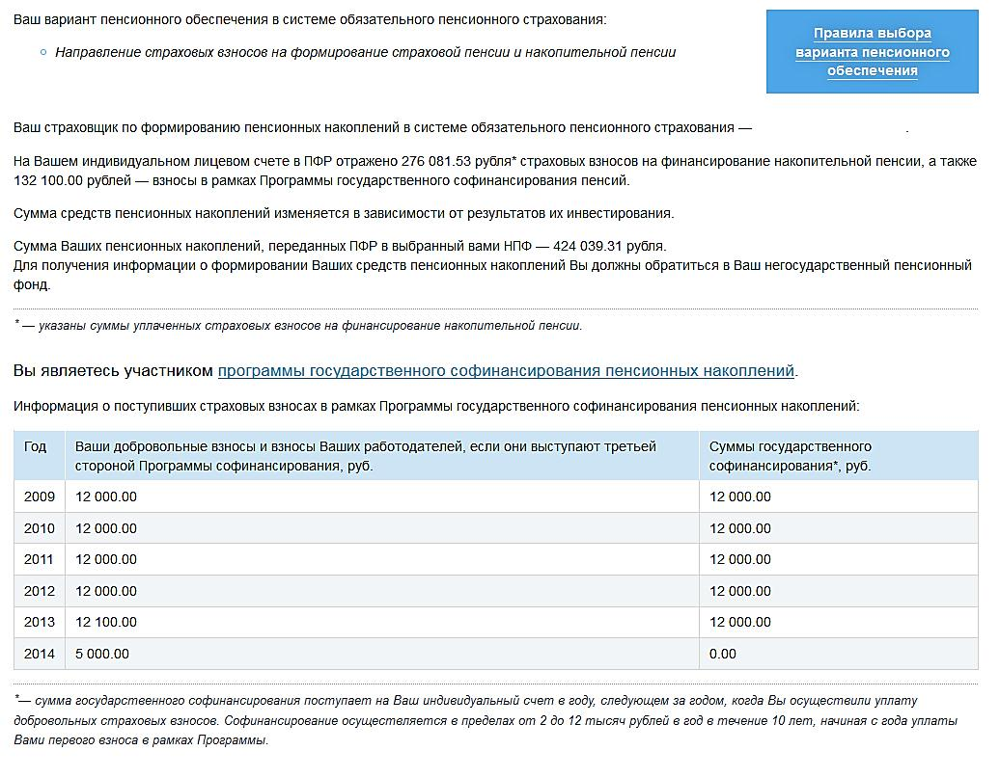 Ваш вариант пенсионного обеспечения в системе обязательного пенсионного страхования:
Направление страховых взносов на формирование страховой пенсии и накопительной пенсии
Правила выбора
варианта пенсионного
обеспечения
Ваш страховщик по формированию пенсионных накоплений в системе обязательного пенсионного страхования — .
На Вашем индивидуальном лицевом счете в ПФР отражено 276 081.53 рубля* страховых взносов на финансирование накопительной пенсии, а также
132 100.00 рублей — взносы в рамках Программы государственного софинансирования пенсий.
Сумма средств пенсионных накоплений изменяется в зависимости от результатов их инвестирования.
Сумма Ваших пенсионных накоплений, переданных ПФР в выбранный вами НПФ — 424 039.31 рубля.
Для получения информации о формировании Ваших средств пенсионных накоплений Вы должны обратиться в Ваш негосударственный пенсионный
фонд.
* — указаны суммы уплаченных страховых взносов на финансирование накопительной пенсии.
Вы являетесь участником программы государственного софинансирования пенсионных накоплений.
Информация о поступивших страховых взносах в рамках Программы государственного софинансирования пенсионных накоплений:
Год
Ваши добровольные взносы и взносы Ваших работодателей, если они выступают третьей
стороной Программы софинансирования, руб.
Суммы государственного
софинансирования*, руб.
2009 12 000.00 12 000.00
2010 12 000.00 12 000.00
2011 12 000.00 12 000.00
2012 12 000.00 12 000.00
2013 12 100.00 12 000.00
2014 5 000.00 0.00
*— сумма государственного софинансирования поступает на Ваш индивидуальный счет в году, следующем за годом, когда Вы осуществили уплату
добровольных страховых взносов. Софинансирование осуществляется в пределах от 2 до 12 тысяч рублей в год в течение 10 лет, начиная с года уплаты
Вами первого взноса в рамках Программы.